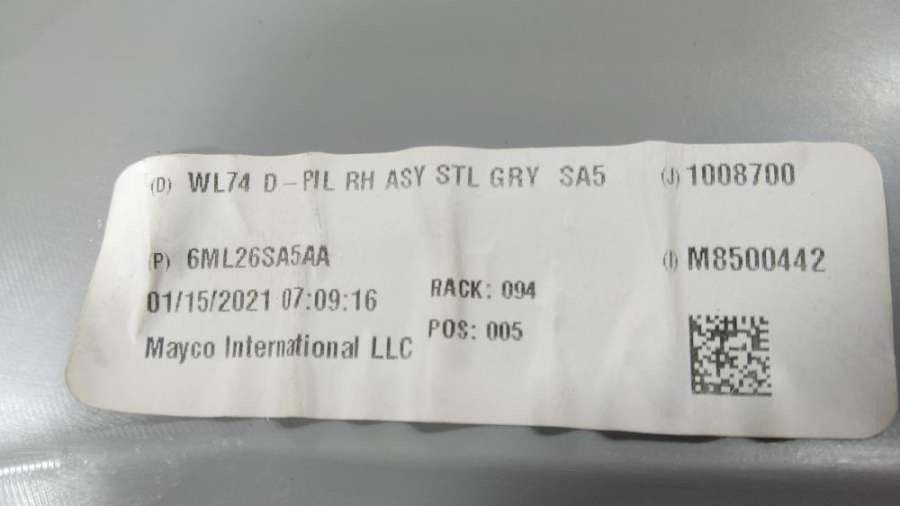 (D) WL74 D-PIL RH ASY STL GRY SA5 (J) 1008700
(P) 6ML26SA5AA (I) M8500442
01/15/2021 07:09:16 RACK: 094
Mayco International LLC POS: 005